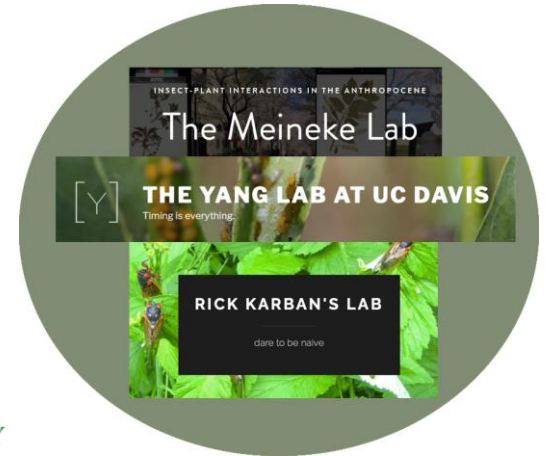 INSECT-PLANT INTERACTIONS IN THE ANTHROPOCENE
The Meineke Lab
[Y]
THE YANG LAB AT UC DAVIS
Timing is everything.
RICK KARBAN'S LAB
dare to be naive
Y